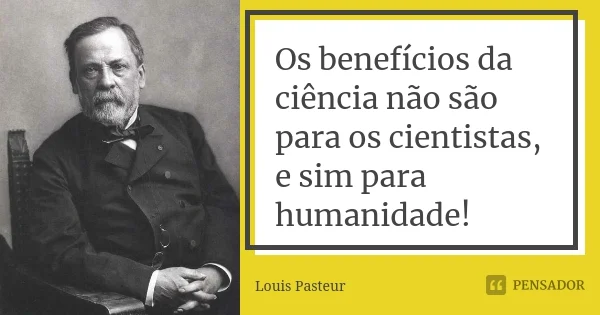 Os benefícios da
ciência não são
para os cientistas,
e sim para
humanidade!
Louis Pasteur
PENSADOR